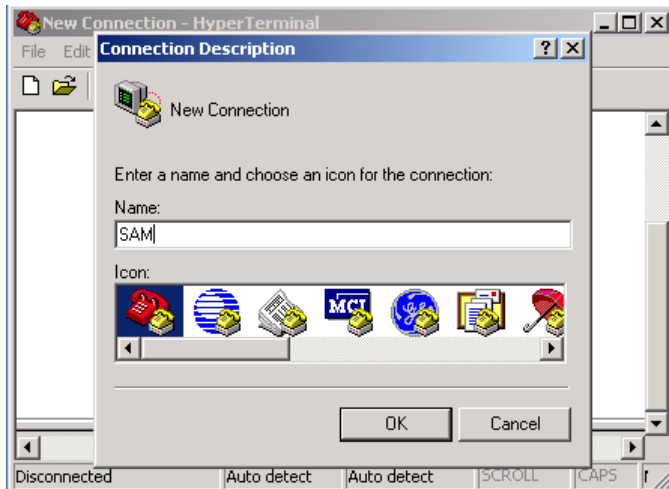 New Connection - HyperTerminal
File Edit
Connection Description
New Connection
Enter a name and choose an icon for the connection:
Name:
SAM
Icon:
MCI
OK Cancel
Disconnected Auto detect Auto detect SCROLL CAPS